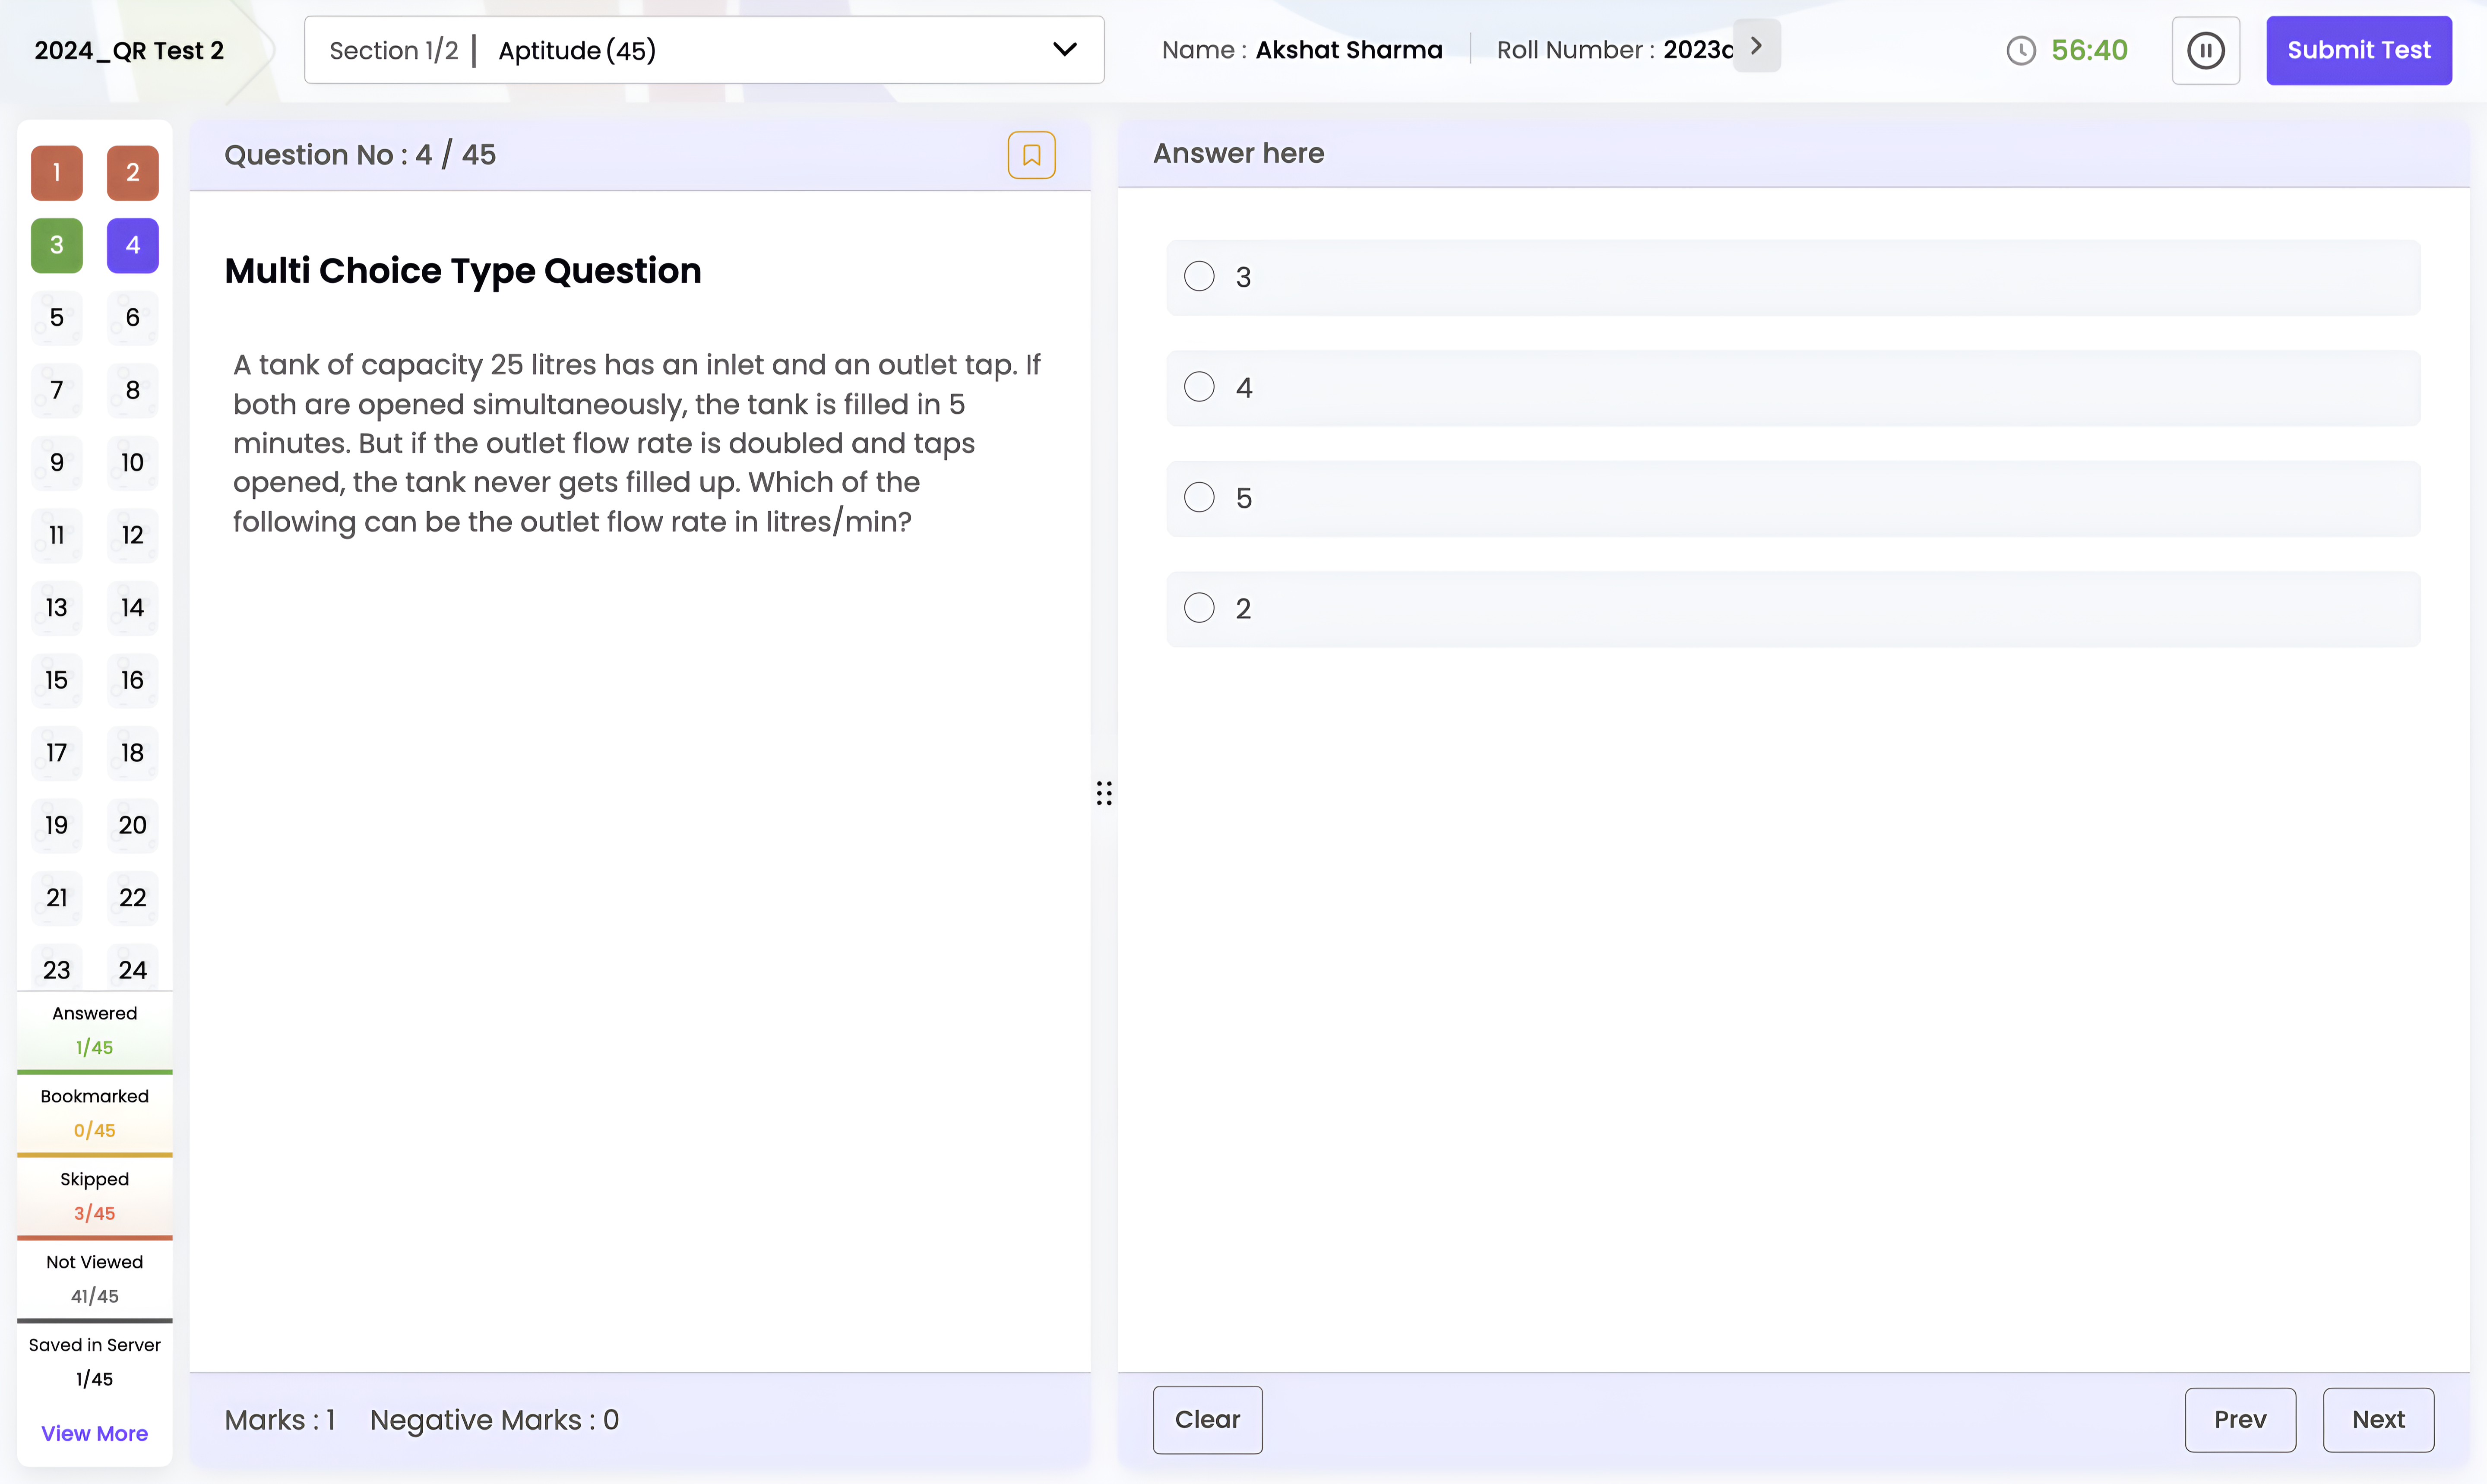 2024_QR Test 2
Section 1/2 | Aptitude (45)
Name : Akshat Sharma
Roll Number : 2023
56:40
Submit Test
1 2
3 4
5 6
7 8
9 10
11 12
13 14
15 16
17 18
19 20
21 22
23 24
Answered
1/45
Bookmarked
0/45
Skipped
3/45
Not Viewed
41/45
Saved in Server
1/45
View More
Question No : 4 / 45
Multi Choice Type Question
A tank of capacity 25 litres has an inlet and an outlet tap. If
both are opened simultaneously, the tank is filled in 5
minutes. But if the outlet flow rate is doubled and taps
opened, the tank never gets filled up. Which of the
following can be the outlet flow rate in litres/min?
Marks : 1 Negative Marks : 0
Answer here
3
4
5
2
Clear
Prev
Next